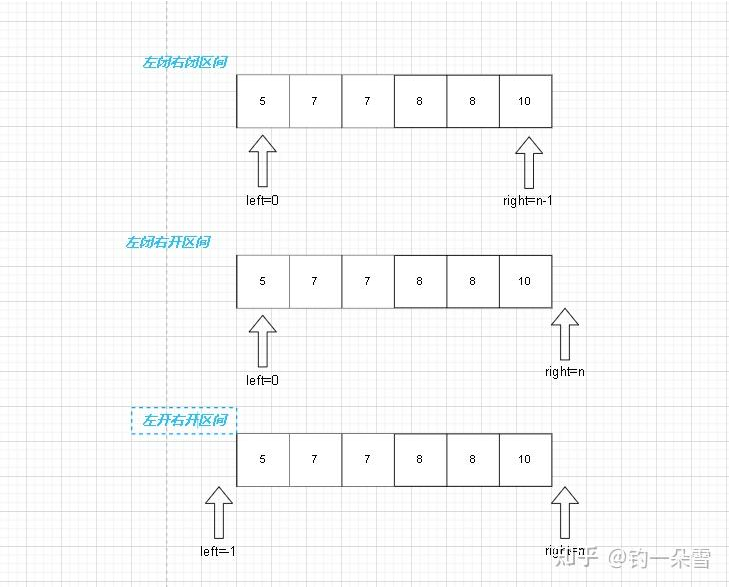 左闭右闭区间
5 7 7 8 8 10
left=0 right=n-1
左闭右开区间
5 7 7 8 8 10
left=0 right=n
左开右开区间
5 7 7 8 8 10
left=-1 right=n
知乎 @钓一朵雪